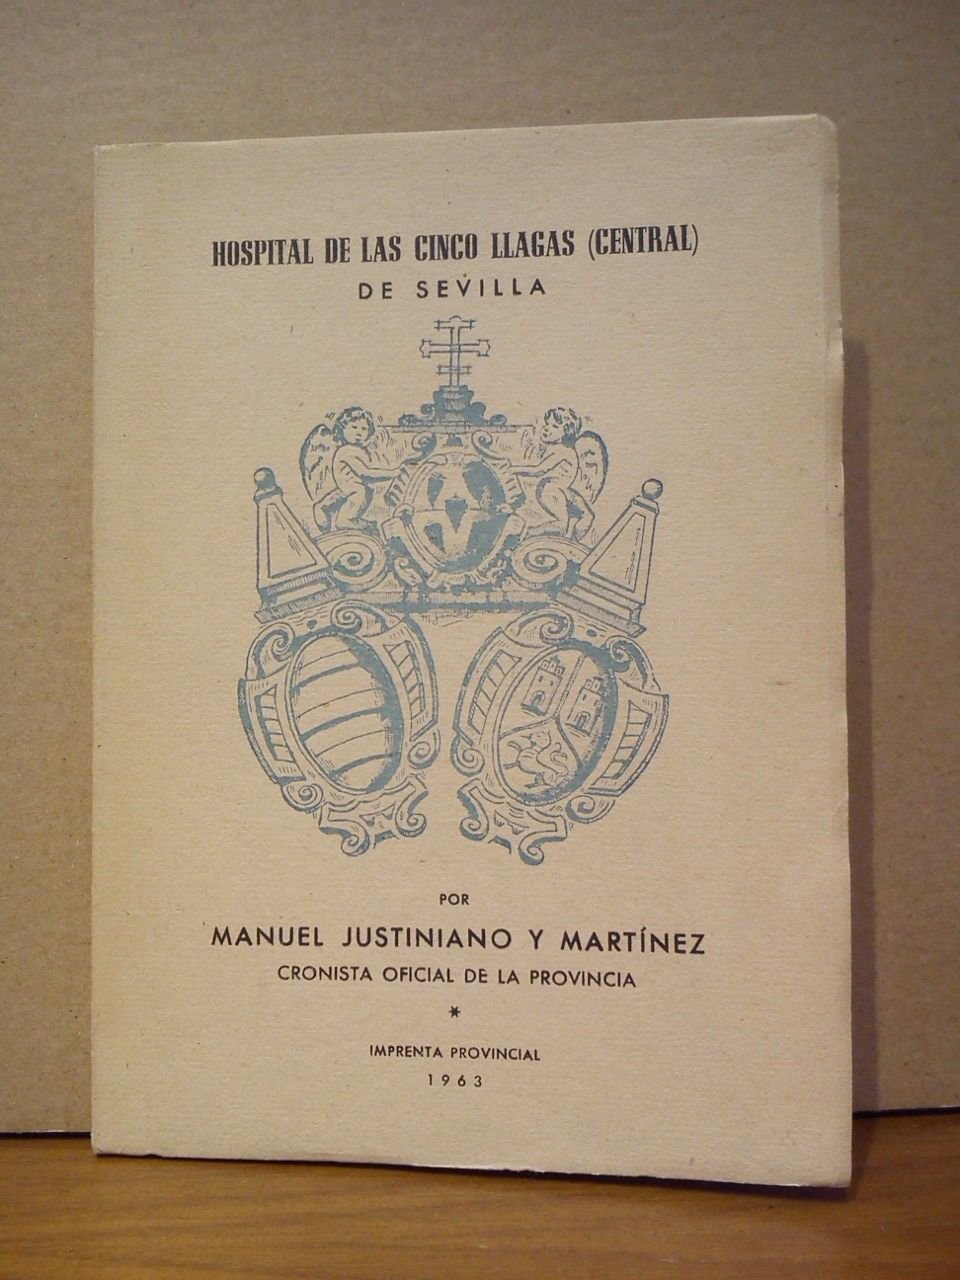 HOSPITAL DE LAS CINCO LLAGAS (CENTRAL)
DE SEVILLA
POR
MANUEL JUSTINIANO Y MARTÍNEZ
CRONISTA OFICIAL DE LA PROVINCIA
*
IMPRENTA PROVINCIAL
1963